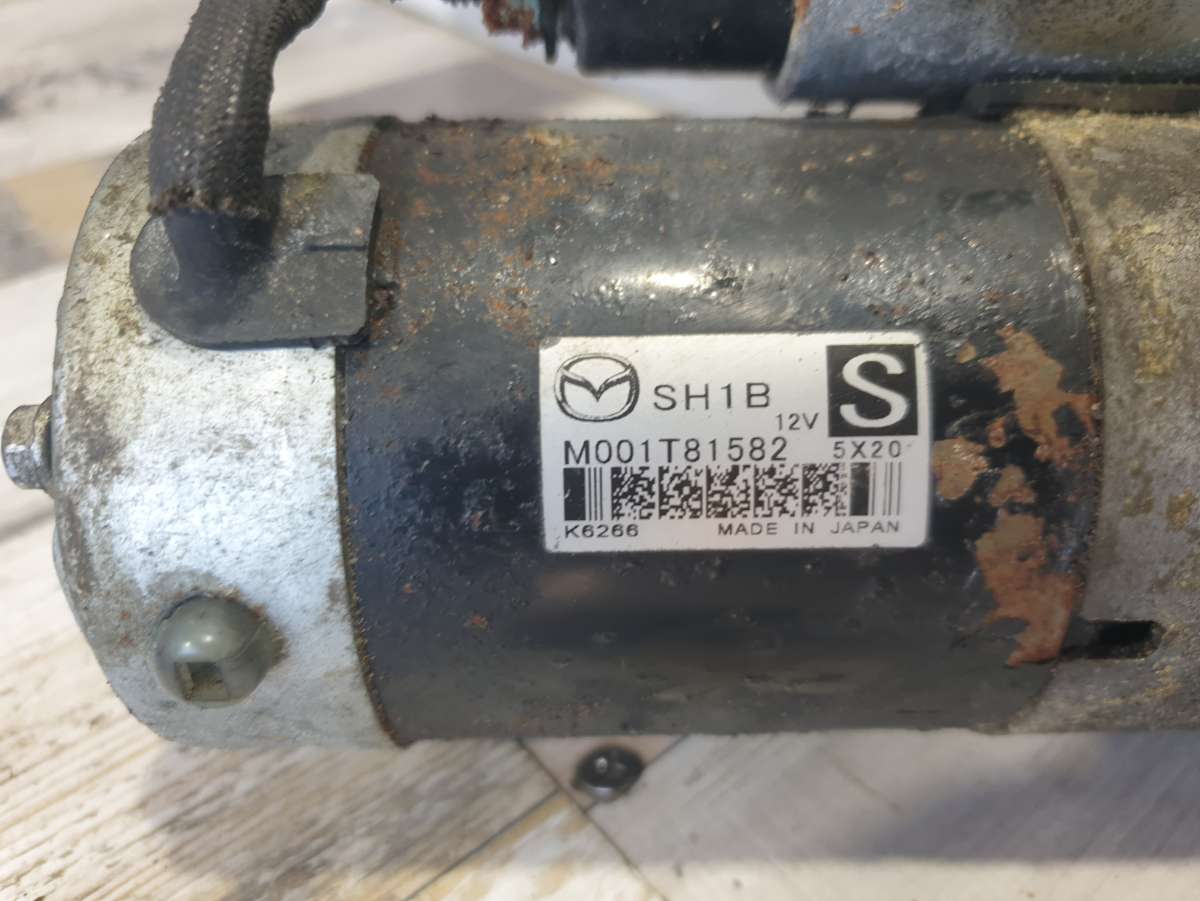 SH1B
12V
S
M001T81582 5X20
K6266 MADE IN JAPAN